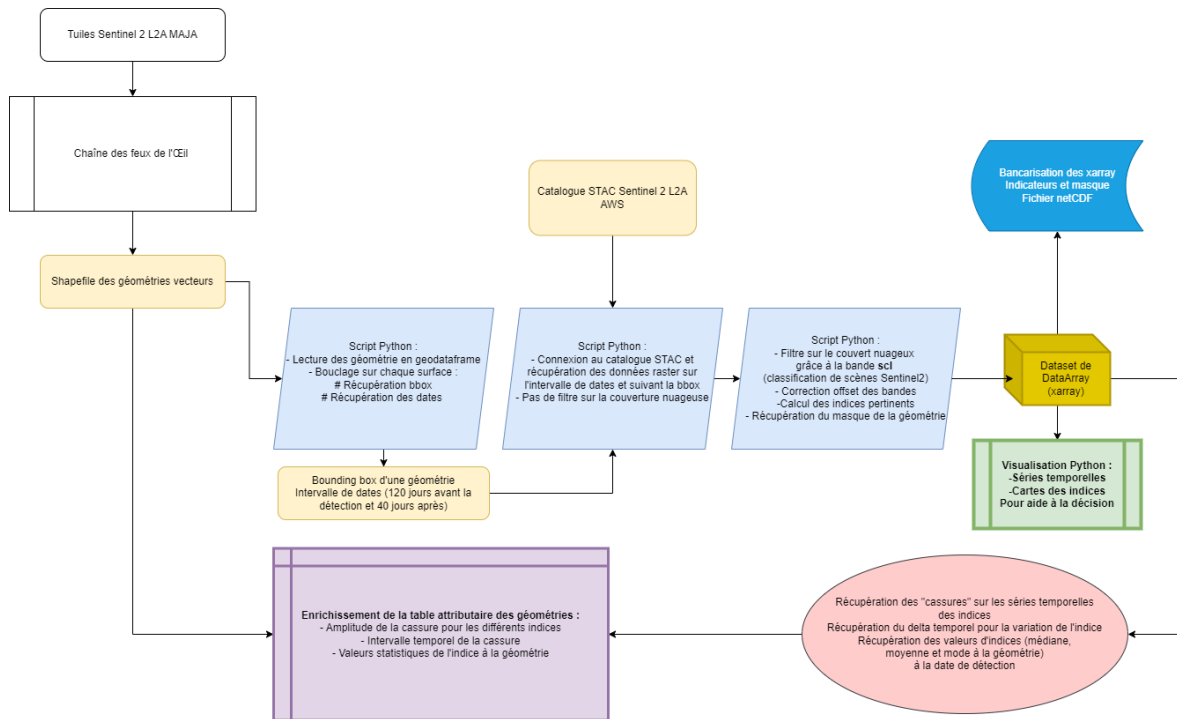 Tuiles Sentinel 2 L2A MAJA
Chaîne des feux de l'Œil
Shapefile des géométries vecteurs
Catalogue STAC Sentinel 2 L2A
AWS
Bancarisation des xarray
Indicateurs et masque
Fichier netCDF
Script Python :
- Lecture des géométrie en geodataframe
- Bouclage sur chaque surface :
# Récupération bbox
# Récupération des dates
Script Python :
- Connexion au catalogue STAC et
récupération des données raster sur
l'intervalle de dates et suivant la bbox
- Pas de filtre sur la couverture nuageuse
Script Python :
- Filtre sur le couvert nuageux
grâce à la bande scl
(classification de scènes Sentinel2)
- Correction offset des bandes
-Calcul des indices pertinents
- Récupération du masque de la géométrie
Dataset de
DataArray
(xarray)
Bounding box d'une géométrie
Intervalle de dates (120 jours avant la
détection et 40 jours après)
Visualisation Python :
-Séries temporelles
-Cartes des indices
Pour aide à la décision
Enrichissement de la table attributaire des géométries :
- Amplitude de la cassure pour les différents indices
- Intervalle temporel de la cassure
- Valeurs statistiques de l'indice à la géométrie
Récupération des "cassures" sur les séries temporelles
des indices
Récupération du delta temporel pour la variation de l'indice
Récupération des valeurs d'indices (médiane,
moyenne et mode à la géométrie)
à la date de détection